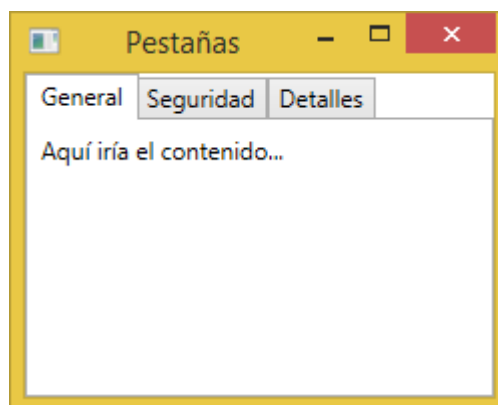 Pestañas
General Seguridad Detalles
Aquí iría el contenido...